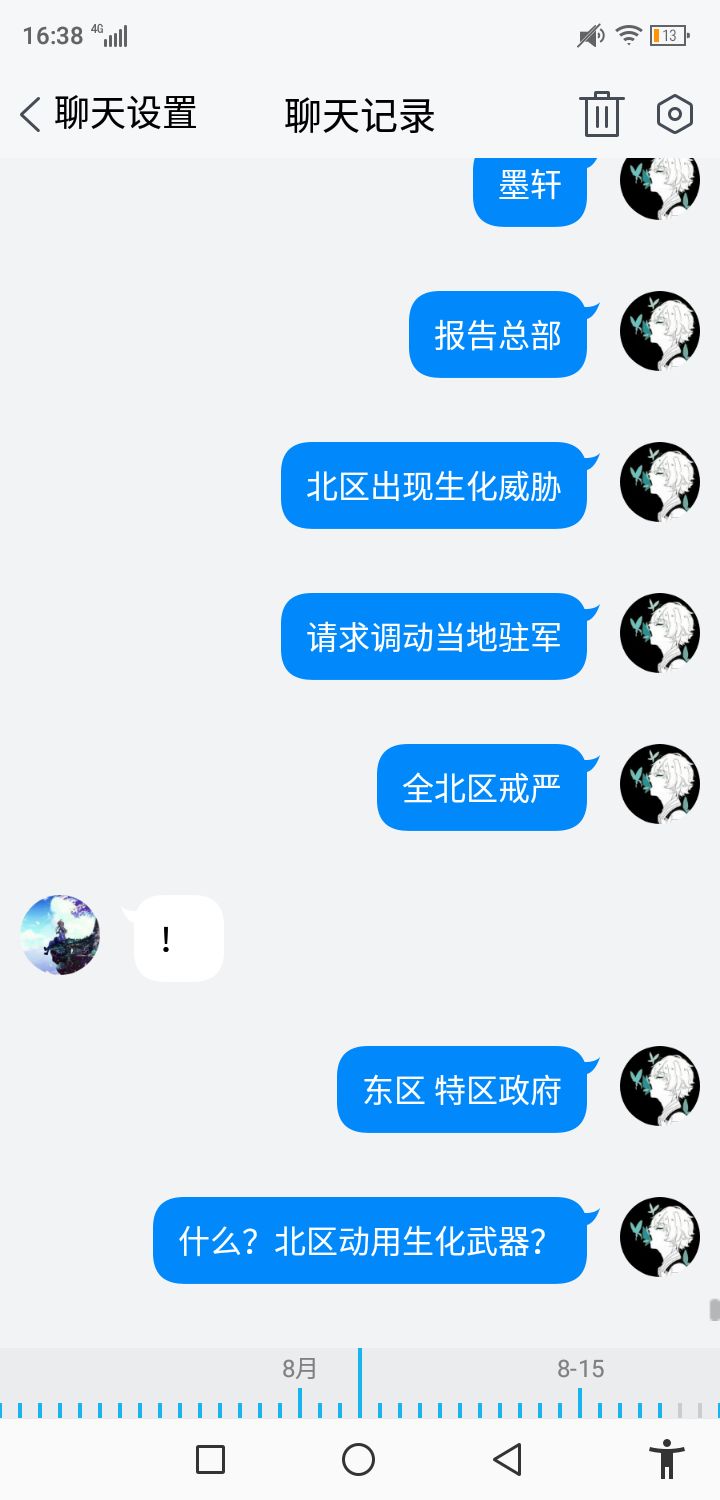 16:38 4G 13
聊天设置 聊天记录
墨轩
报告总部
北区出现生化威胁
请求调动当地驻军
全北区戒严
！
东区 特区政府
什么？北区动用生化武器？
8月 8-15